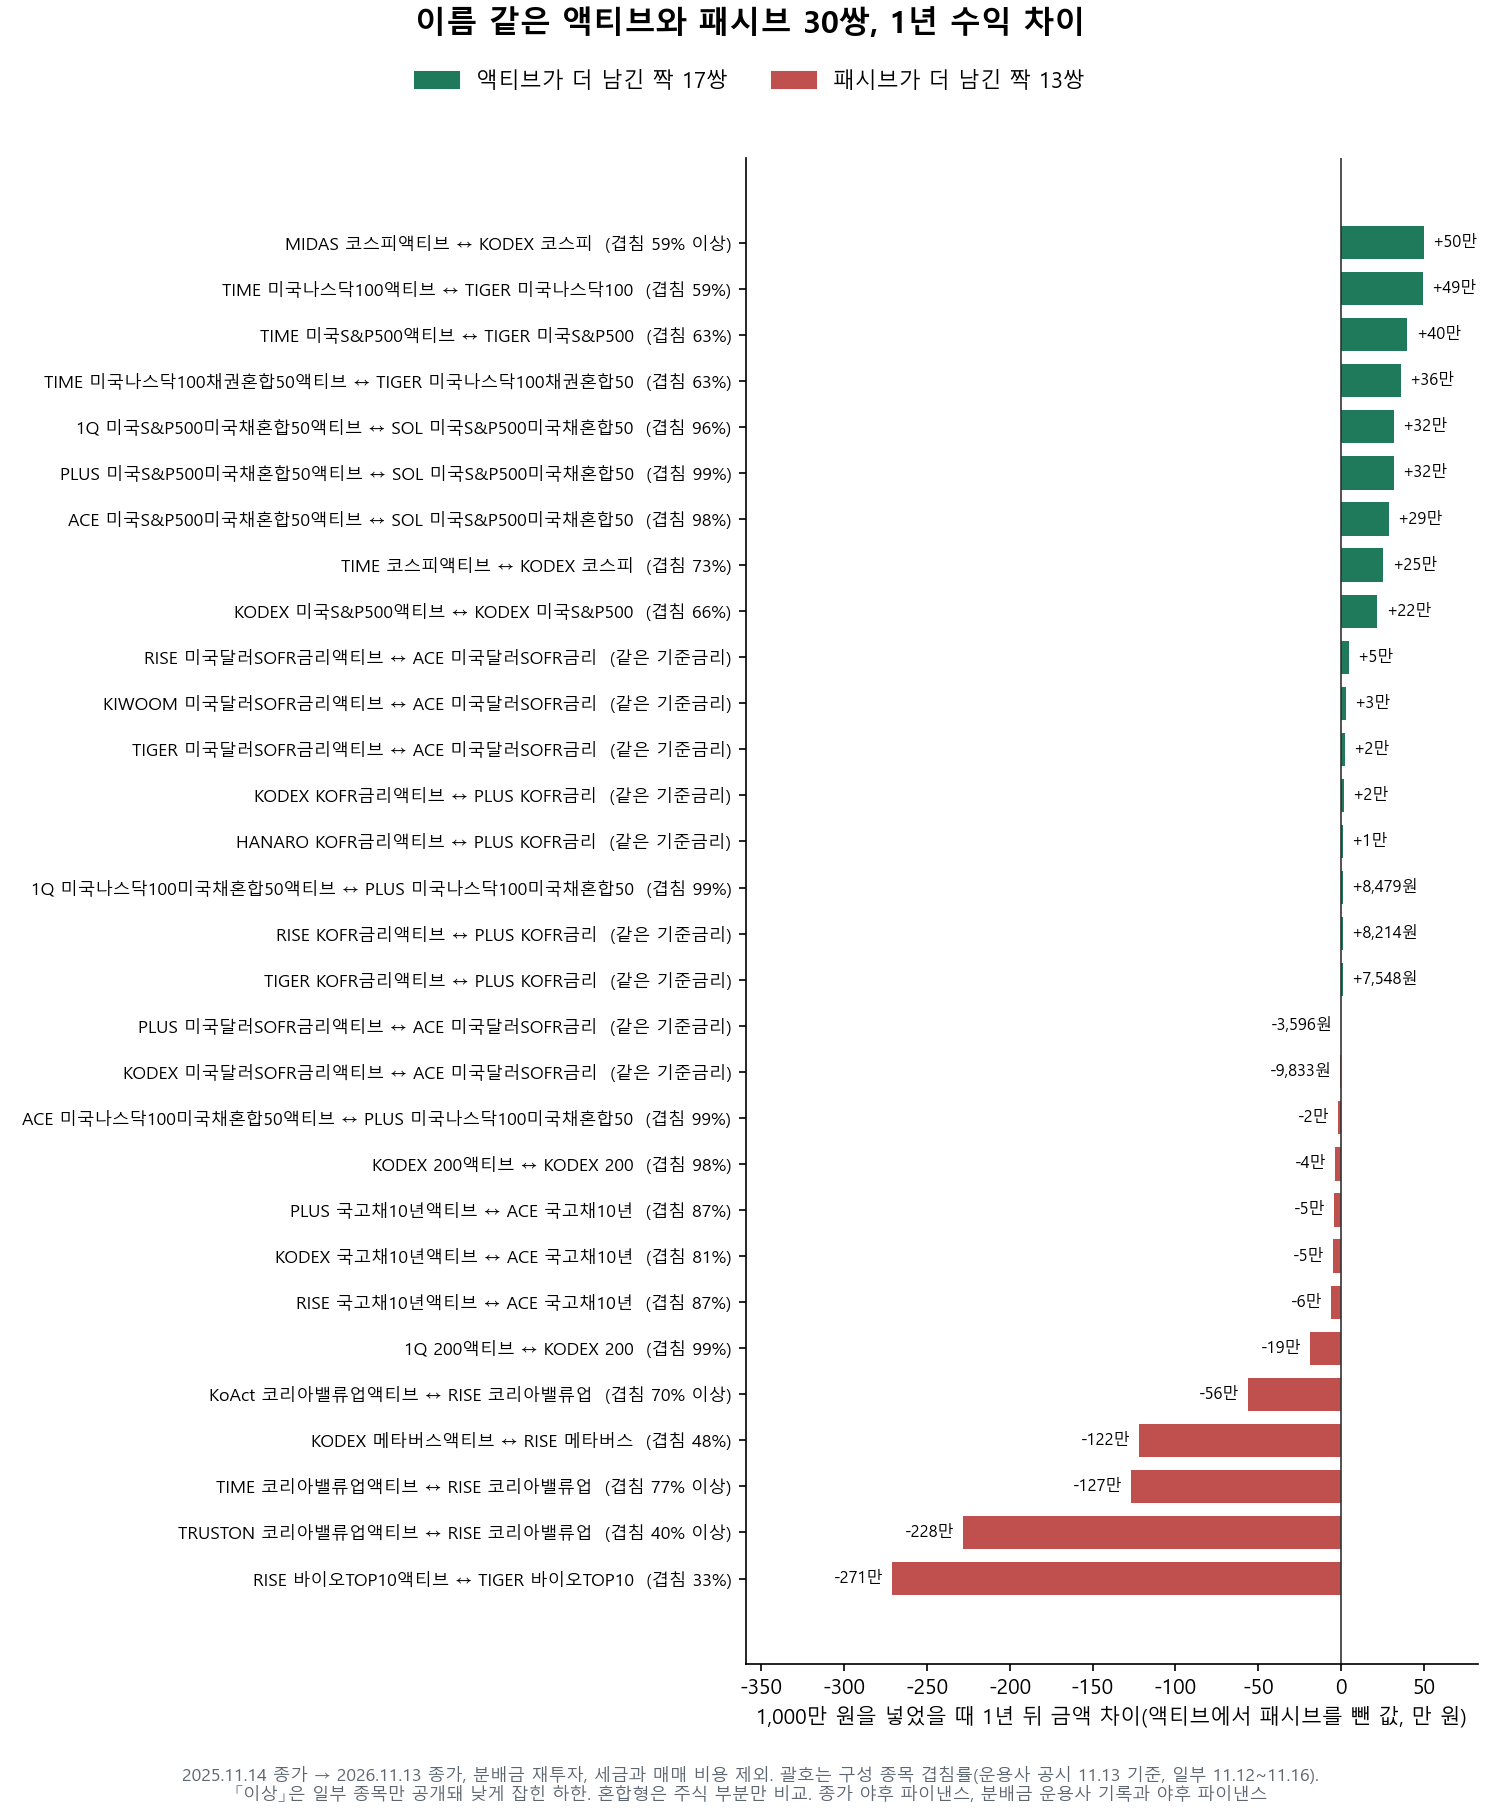 이름 같은 액티브와 패시브 30쌍, 1년 수익 차이
액티브가 더 남긴 짝 17쌍
패시브가 더 남긴 짝 13쌍
MIDAS 코스피액티브 ↔ KODEX 코스피 (겹침 59% 이상) +50만
TIME 미국나스닥100액티브 ↔ TIGER 미국나스닥100 (겹침 59%) +49만
TIME 미국S&P500액티브 ↔ TIGER 미국S&P500 (겹침 63%) +40만
TIME 미국나스닥100채권혼합50액티브 ↔ TIGER 미국나스닥100채권혼합50 (겹침 63%) +36만
1Q 미국S&P500미국채혼합50액티브 ↔ SOL 미국S&P500미국채혼합50 (겹침 96%) +32만
PLUS 미국S&P500미국채혼합50액티브 ↔ SOL 미국S&P500미국채혼합50 (겹침 99%) +32만
ACE 미국S&P500미국채혼합50액티브 ↔ SOL 미국S&P500미국채혼합50 (겹침 98%) +29만
TIME 코스피액티브 ↔ KODEX 코스피 (겹침 73%) +25만
KODEX 미국S&P500액티브 ↔ KODEX 미국S&P500 (겹침 66%) +22만
RISE 미국달러SOFR금리액티브 ↔ ACE 미국달러SOFR금리 (같은 기준금리) +5만
KIWOOM 미국달러SOFR금리액티브 ↔ ACE 미국달러SOFR금리 (같은 기준금리) +3만
TIGER 미국달러SOFR금리액티브 ↔ ACE 미국달러SOFR금리 (같은 기준금리) +2만
KODEX KOFR금리액티브 ↔ PLUS KOFR금리 (같은 기준금리) +2만
HANARO KOFR금리액티브 ↔ PLUS KOFR금리 (같은 기준금리) +1만
1Q 미국나스닥100미국채혼합50액티브 ↔ PLUS 미국나스닥100미국채혼합50 (겹침 99%) +8,479원
RISE KOFR금리액티브 ↔ PLUS KOFR금리 (같은 기준금리) +8,214원
TIGER KOFR금리액티브 ↔ PLUS KOFR금리 (같은 기준금리) +7,548원
PLUS 미국달러SOFR금리액티브 ↔ ACE 미국달러SOFR금리 (같은 기준금리) -3,596원
KODEX 미국달러SOFR금리액티브 ↔ ACE 미국달러SOFR금리 (같은 기준금리) -9,833원
ACE 미국나스닥100미국채혼합50액티브 ↔ PLUS 미국나스닥100미국채혼합50 (겹침 99%) -2만
KODEX 200액티브 ↔ KODEX 200 (겹침 98%) -4만
PLUS 국고채10년액티브 ↔ ACE 국고채10년 (겹침 87%) -5만
KODEX 국고채10년액티브 ↔ ACE 국고채10년 (겹침 81%) -5만
RISE 국고채10년액티브 ↔ ACE 국고채10년 (겹침 87%) -6만
1Q 200액티브 ↔ KODEX 200 (겹침 99%) -19만
KoAct 코리아밸류업액티브 ↔ RISE 코리아밸류업 (겹침 70% 이상) -56만
KODEX 메타버스액티브 ↔ RISE 메타버스 (겹침 48%) -122만
TIME 코리아밸류업액티브 ↔ RISE 코리아밸류업 (겹침 77% 이상) -127만
TRUSTON 코리아밸류업액티브 ↔ RISE 코리아밸류업 (겹침 40% 이상) -228만
RISE 바이오TOP10액티브 ↔ TIGER 바이오TOP10 (겹침 33%) -271만
-350 -300 -250 -200 -150 -100 -50 0 50
1,000만 원을 넣었을 때 1년 뒤 금액 차이(액티브에서 패시브를 뺀 값, 만 원)
2025.11.14 종가 → 2026.11.13 종가, 분배금 재투자, 세금과 매매 비용 제외. 괄호는 구성 종목 겹침률(운용사 공시 11.13 기준, 일부 11.12~11.16).
「이상」은 일부 종목만 공개돼 낮게 잡힌 하한. 혼합형은 주식 부분만 비교. 종가 야후 파이낸스, 분배금 운용사 기록과 야후 파이낸스